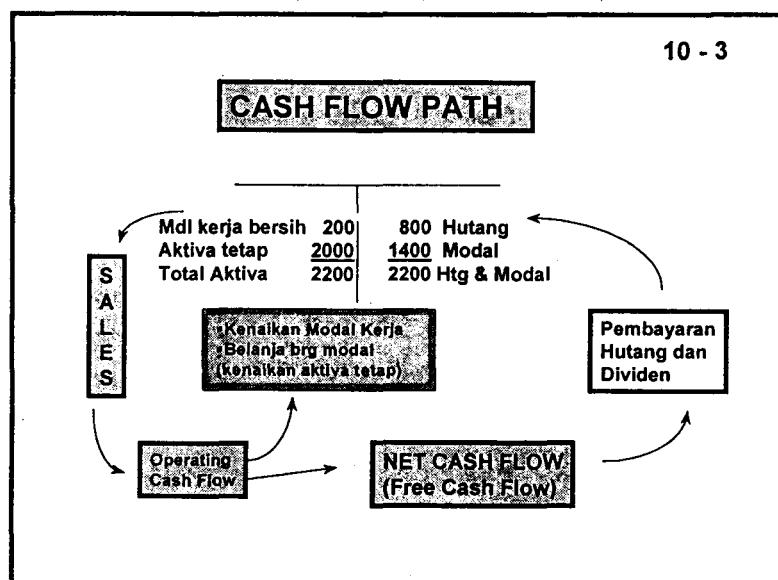 10 - 3
CASH FLOW PATH
Mdl kerja bersih 200 800 Hutang
Aktiva tetap 2000 1400 Modal
Total Aktiva 2200 2200 Htg & Modal
SALES
•Kenaikan Modal Kerja
•Belanja brg modal
(kenaikan aktiva tetap)
Pembayaran
Hutang dan
Dividen
Operating
Cash Flow
NET CASH FLOW
(Free Cash Flow)